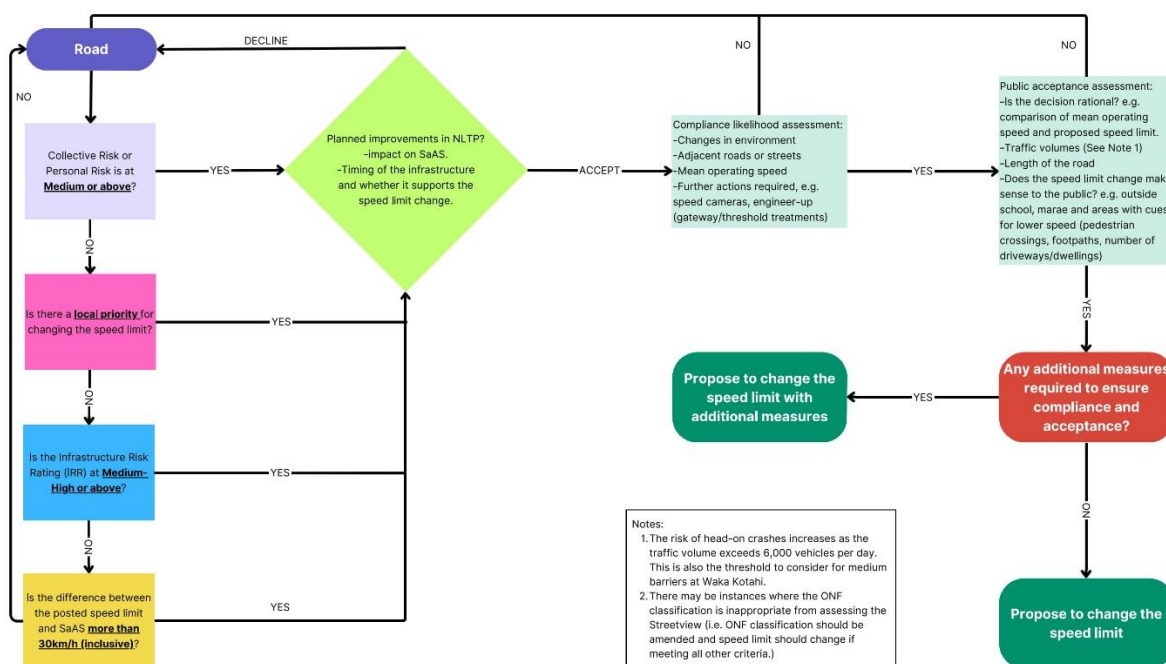 DECLINE
Road
NO
NO
NO
Collective Risk or
Personal Risk is at
Medium or above?
YES
Planned improvements in NLTP?
-impact on SaAS.
-Timing of the infrastructure
and whether it supports the
speed limit change.
ACCEPT
Compliance likelihood assessment:
-Changes in environment
-Adjacent roads or streets
-Mean operating speed
-Further actions required, e.g.
speed cameras, engineer-up
(gateway/threshold treatments)
YES
Public acceptance assessment:
-Is the decision rational? e.g.
comparison of mean operating
speed and proposed speed limit.
-Traffic volumes (See Note 1)
-Length of the road
-Does the speed limit change mak
sense to the public? e.g. outside
school, marae and areas with cues
for lower speed (pedestrian
crossings, footpaths, number of
driveways/dwellings)
NO
Is there a local priority for
changing the speed limit?
YES
YES
NO
Propose to change the
speed limit with
additional measures
YES
Any additional measures
required to ensure
compliance and
acceptance?
Is the Infrastructure Risk
Rating (IRR) at Medium-
High or above?
YES
NO
NO
Is the difference between
the posted speed limit
and SaAS more than
30km/h (inclusive)?
YES
Notes:
1. The risk of head-on crashes increases as the
traffic volume exceeds 6,000 vehicles per day.
This is also the threshold to consider for medium
barriers at Waka Kotahi.
2. There may be instances where the ONF
classification is inappropriate from assessing the
Streetview (i.e. ONF classification should be
amended and speed limit should change if
meeting all other criteria.)
Propose to change the
speed limit